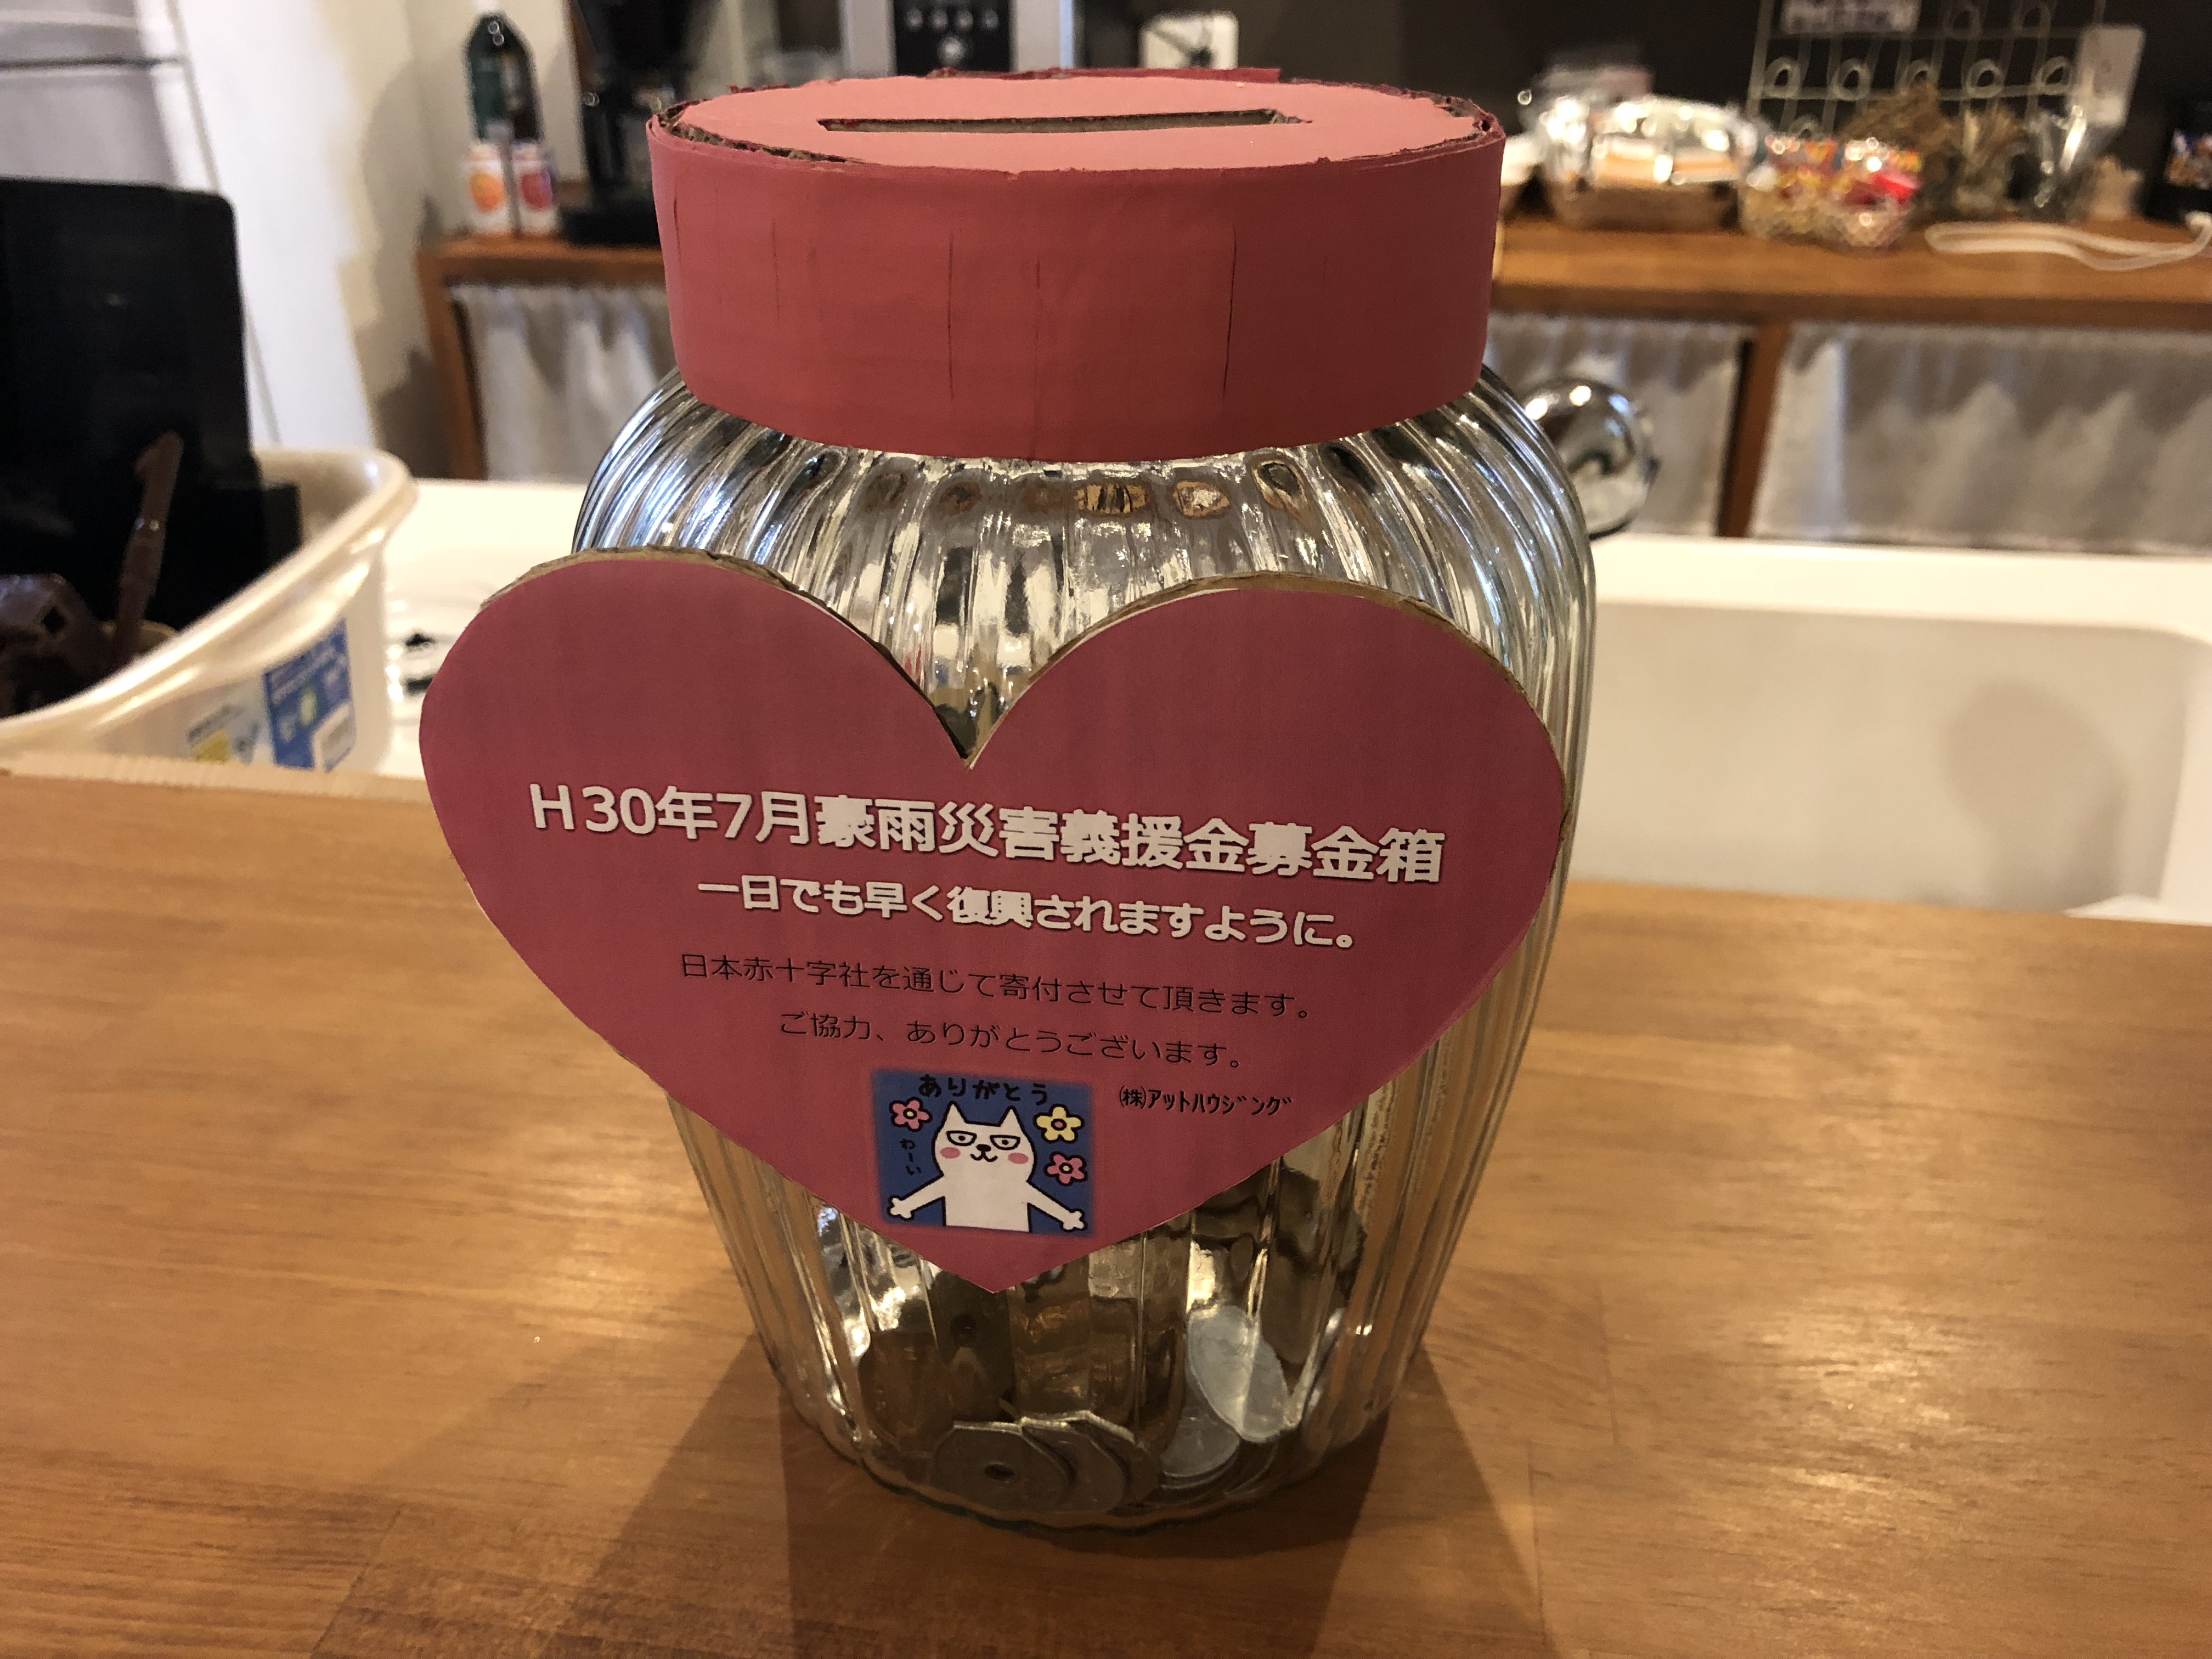 H30年7月豪雨災害義援金募金箱
一日でも早く復興されますように。
日本赤十字社を通じて寄付させて頂きます。
ご協力、ありがとうございます。
㈱アットハウジング
ありがとう
わーい